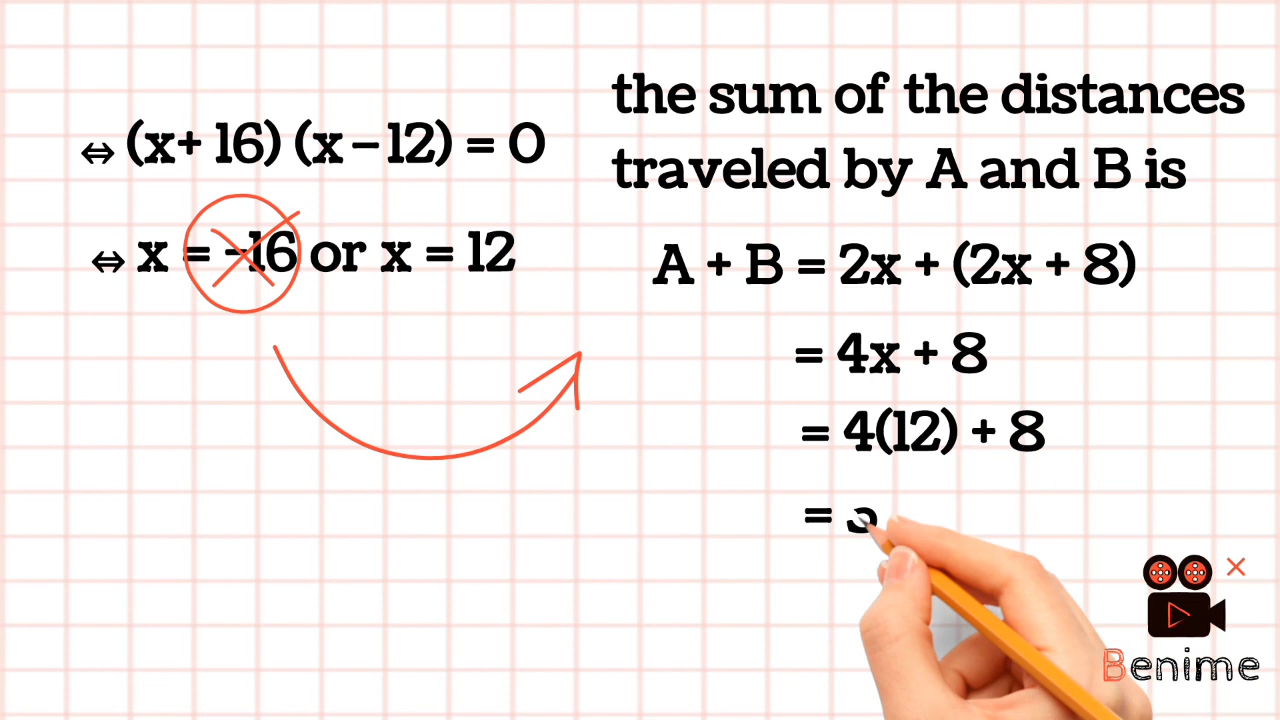 ⇔ (x+ 16) (x – 12) = 0
⇔ x = -16 or x = 12
the sum of the distances
traveled by A and B is
A + B = 2x + (2x + 8)
= 4x + 8
= 4(12) + 8
=
Benime